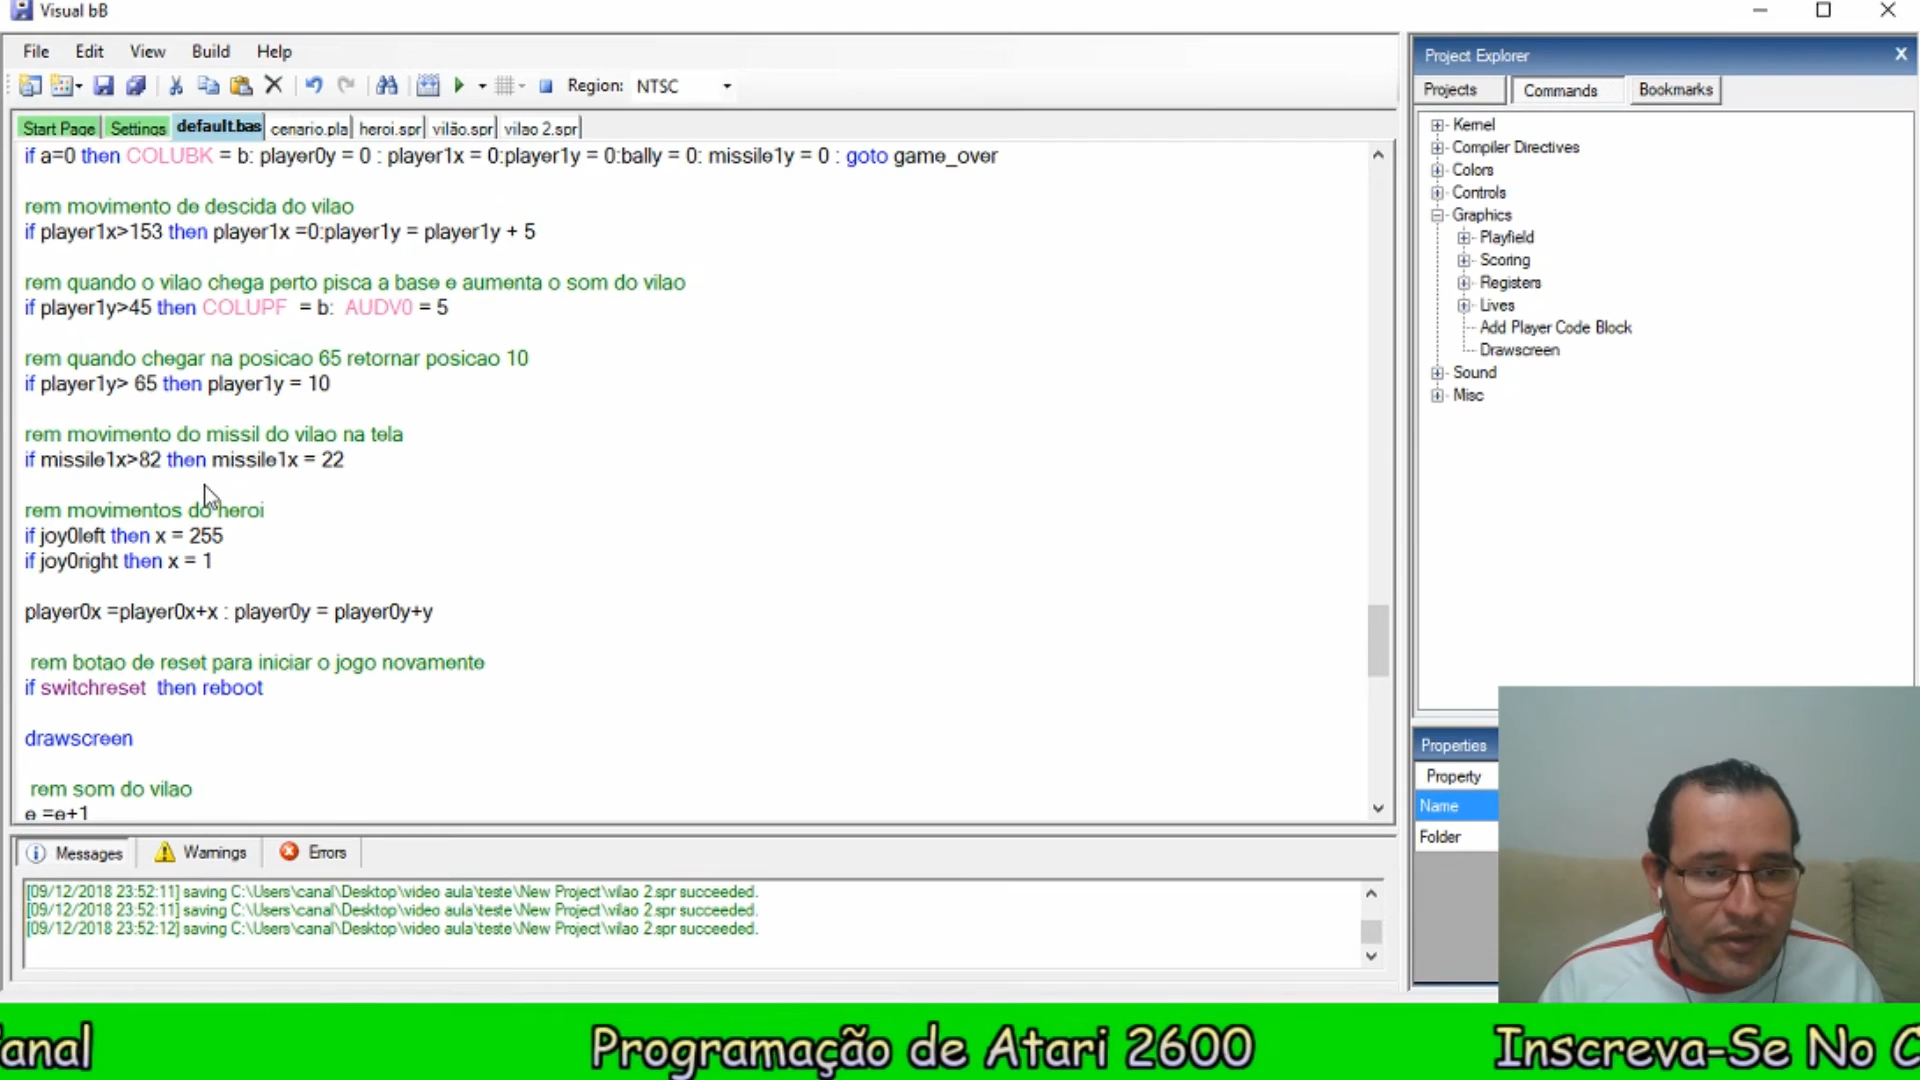 Visual bB
File Edit View Build Help
Region: NTSC
Start Page Settings default.bas cenario.pla heroi.spr vilão.spr vilao 2.spr
if a=0 then COLUBK = b: player0y = 0 : player1x = 0:player1y = 0:bally = 0: missile1y = 0 : goto game_over
rem movimento de descida do vilao
if player1x>153 then player1x =0:player1y = player1y + 5
rem quando o vilao chega perto pisca a base e aumenta o som do vilao
if player1y>45 then COLUPF = b: AUDV0 = 5
rem quando chegar na posicao 65 retornar posicao 10
if player1y> 65 then player1y = 10
rem movimento do missil do vilao na tela
if missile1x>82 then missile1x = 22
rem movimentos do heroi
if joy0left then x = 255
if joy0right then x = 1
player0x =player0x+x : player0y = player0y+y
rem botao de reset para iniciar o jogo novamente
if switchreset then reboot
drawscreen
rem som do vilao
e =e+1
Messages Warnings Errors
[09/12/2018 23:52:11] saving C:\Users\canal\Desktop\video aula\teste\New Project\vilao 2.spr succeeded.
[09/12/2018 23:52:11] saving C:\Users\canal\Desktop\video aula\teste\New Project\vilao 2.spr succeeded.
[09/12/2018 23:52:12] saving C:\Users\canal\Desktop\video aula\teste\New Project\vilao 2.spr succeeded.
Project Explorer X
Projects Commands Bookmarks
Kernel
Compiler Directives
Colors
Controls
Graphics
Playfield
Scoring
Registers
Lives
Add Player Code Block
Drawscreen
Sound
Misc
Properties
Property
Name
Folder
anal Programação de Atari 2600 Inscreva-Se No C